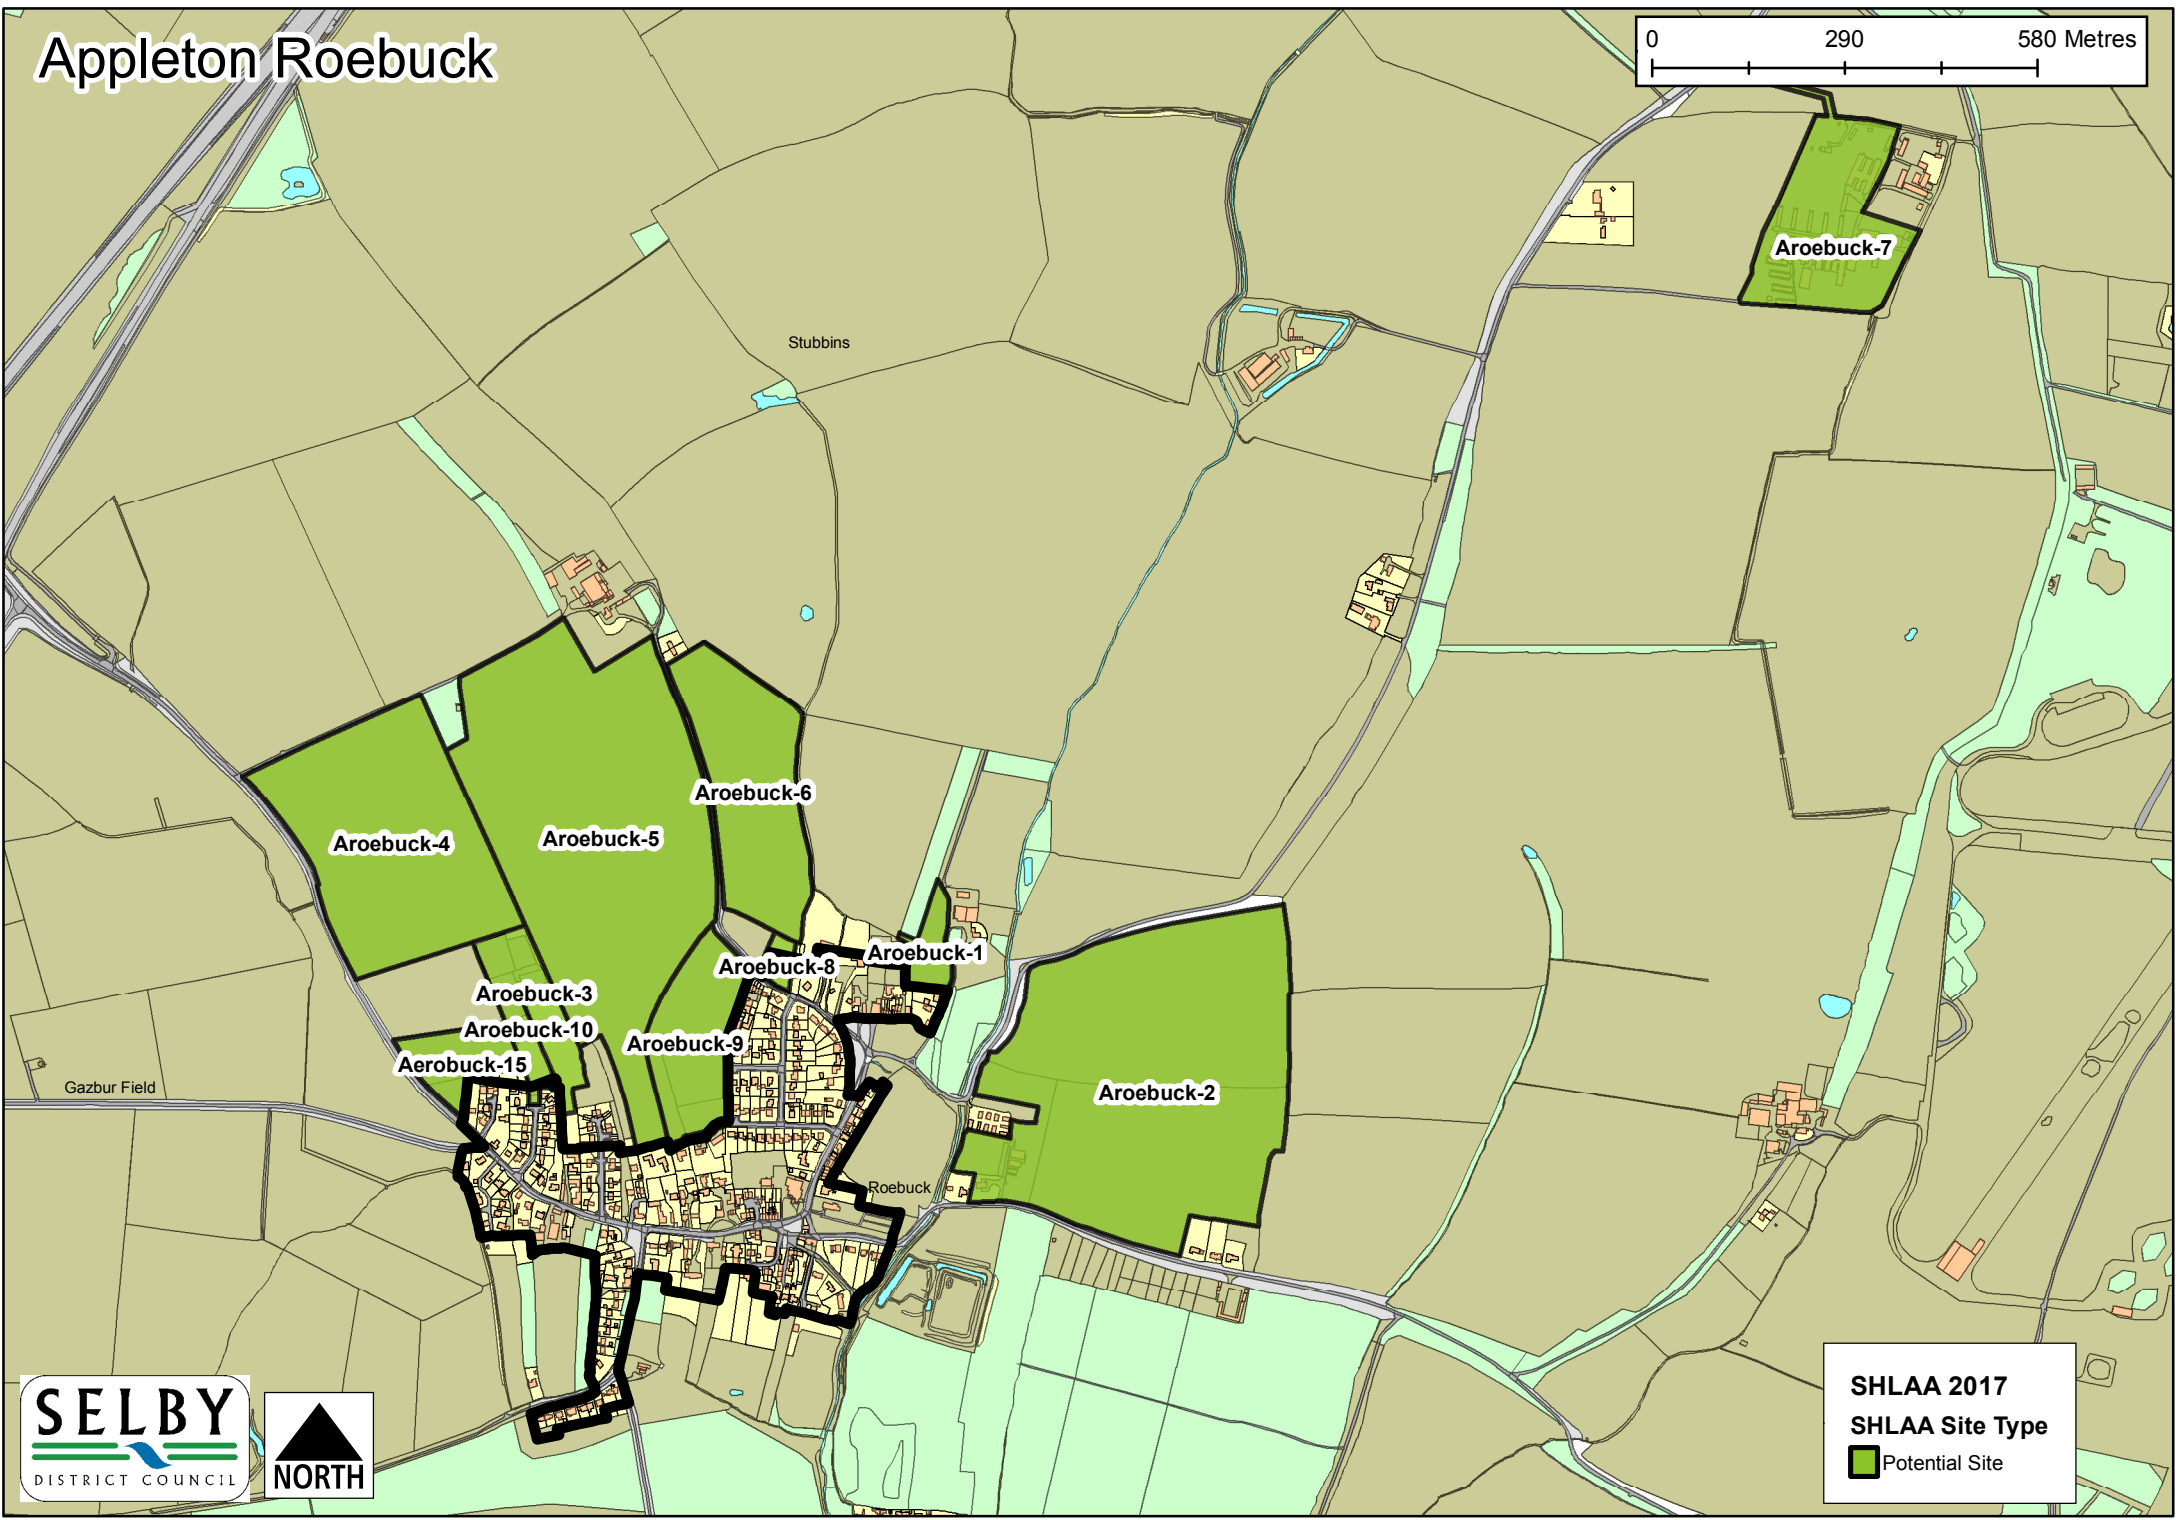 Appleton Roebuck
0 290 580 Metres
Aroebuck-7
Stubbins
Aroebuck-6
Aroebuck-4
Aroebuck-5
Aroebuck-1
Aroebuck-8
Aroebuck-3
Aroebuck-10
Aroebuck-9
Aerobuck-15
Gazbur Field
Aroebuck-2
Roebuck
SELBY
DISTRICT COUNCIL
NORTH
SHLAA 2017
SHLAA Site Type
Potential Site